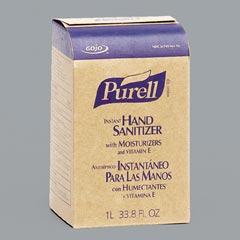 GOJO
Purell
INSTANT HAND
SANITIZER
WITH MOISTURIZERS
AND VITAMIN E
ANTISÉPTICO INSTANTÁNEO
PARA LAS MANOS
CON HUMECTANTES
Y VITAMINA E
1L 33.8 FL OZ